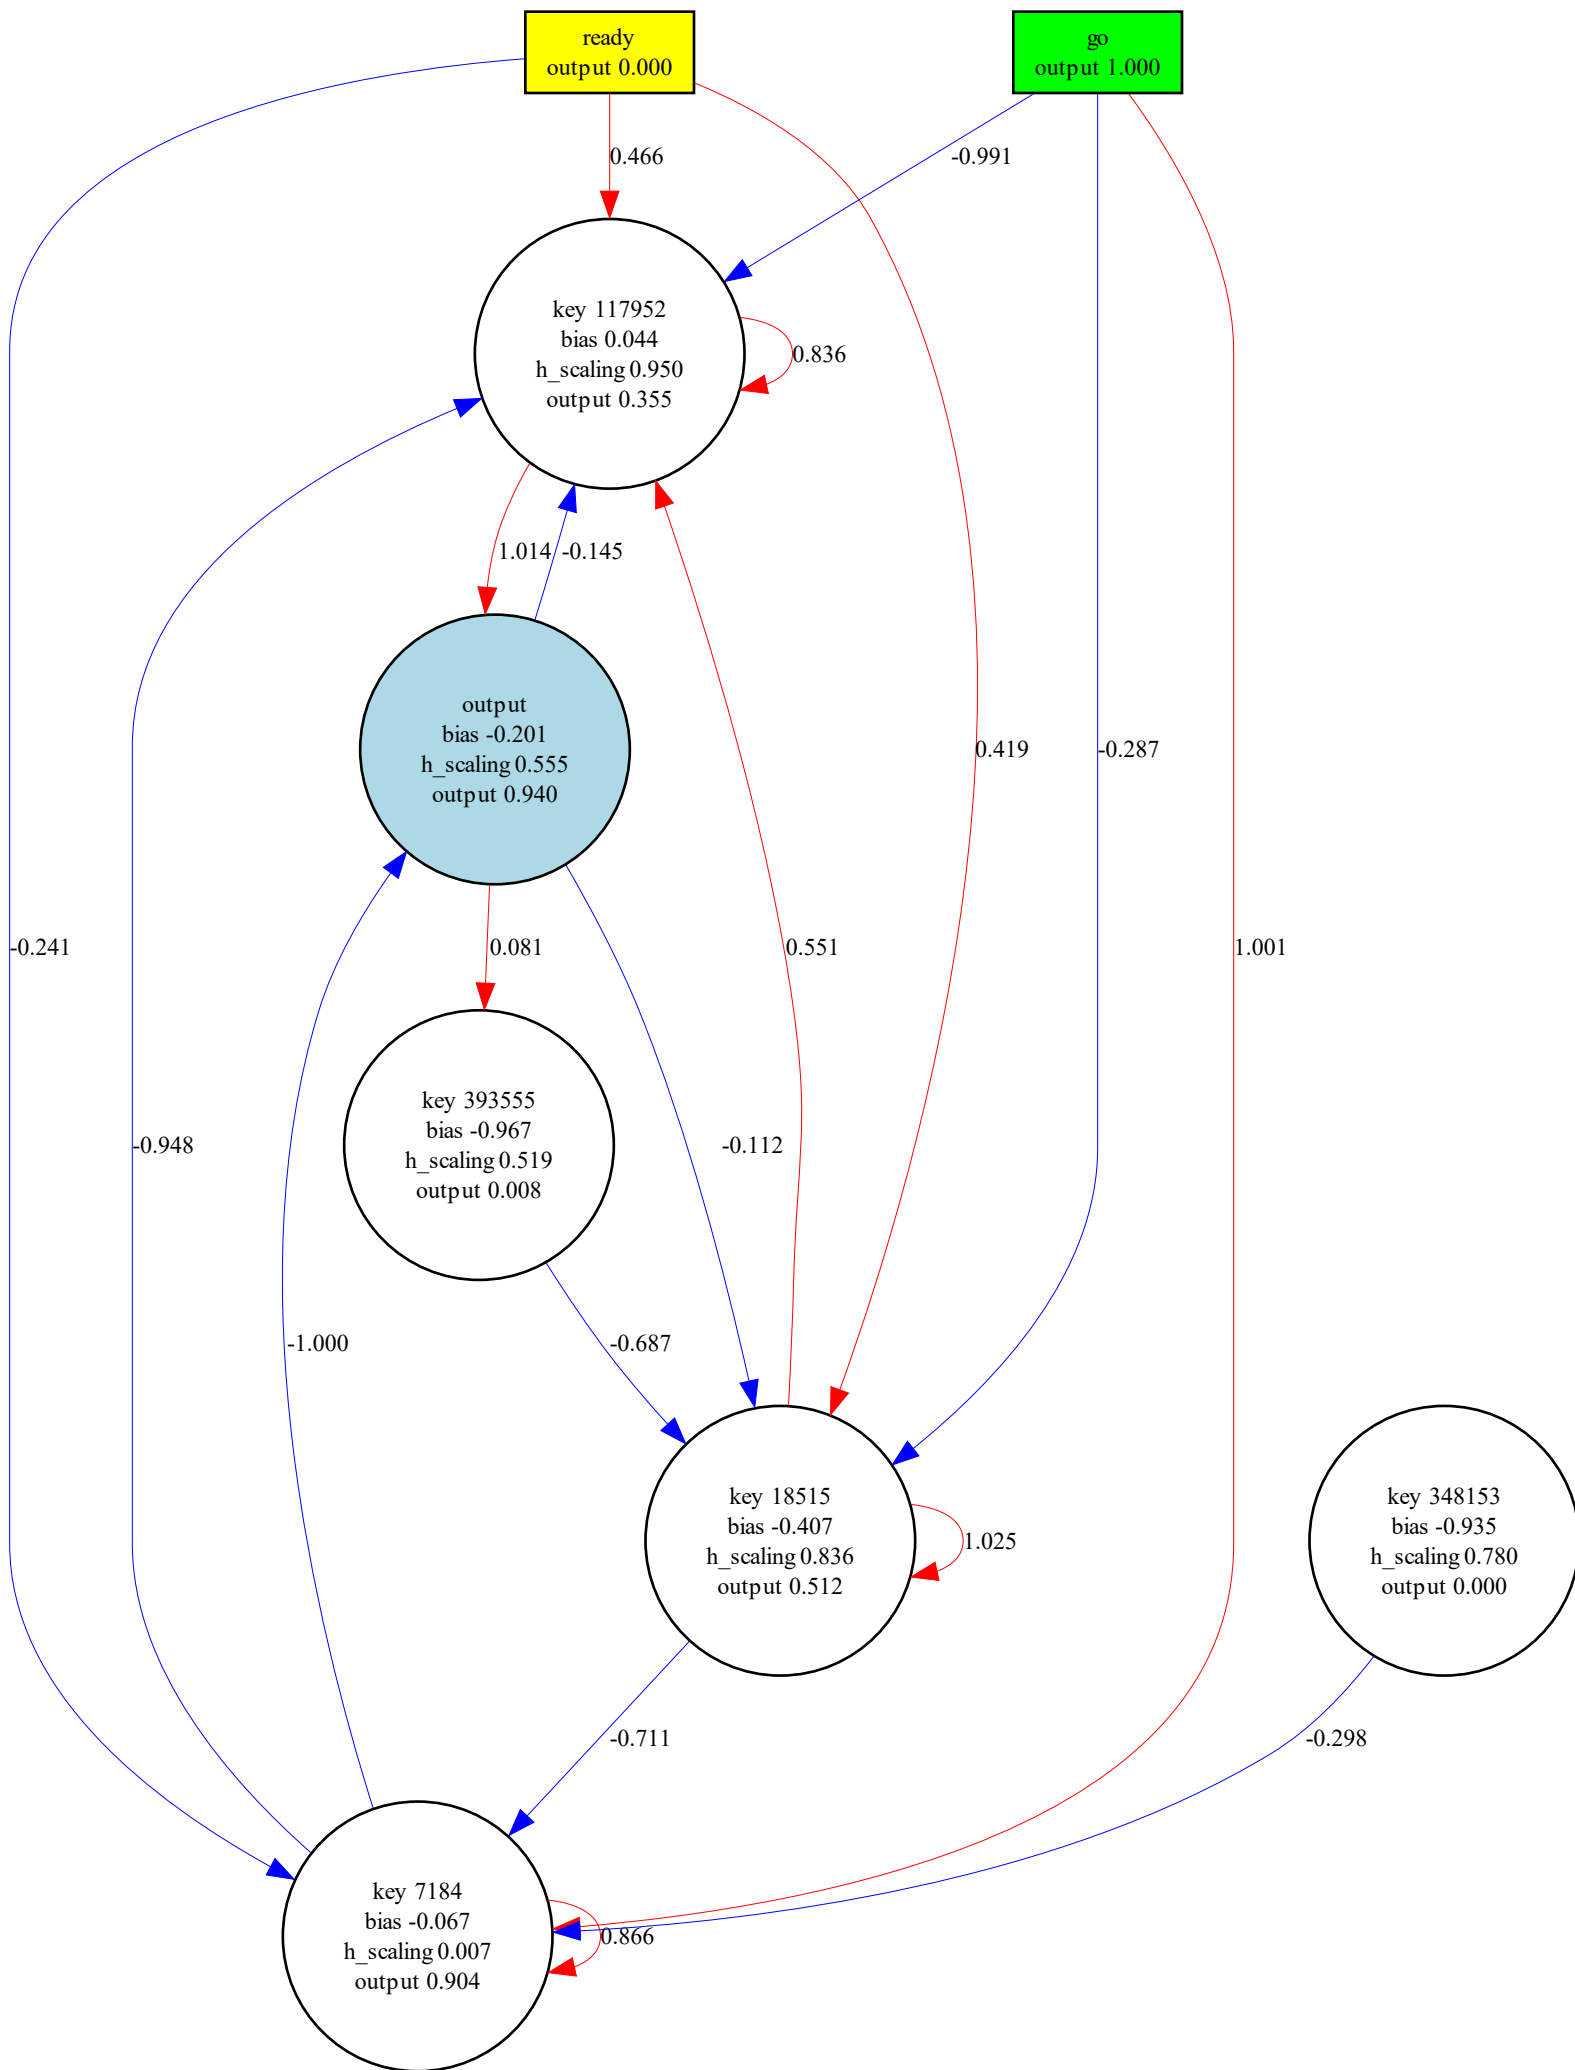 ready
output 0.000
go
output 1.000
0.466
-0.991
key 117952
bias 0.044
h_scaling 0.950
output 0.355
0.836
1.014
-0.145
output
bias -0.201
h_scaling 0.555
output 0.940
0.419
-0.287
-0.241
0.081
0.551
1.001
key 393555
bias -0.967
h_scaling 0.519
output 0.008
-0.948
-0.112
-1.000
-0.687
key 18515
bias -0.407
h_scaling 0.836
output 0.512
1.025
key 348153
bias -0.935
h_scaling 0.780
output 0.000
-0.711
-0.298
key 7184
bias -0.067
h_scaling 0.007
output 0.904
0.866